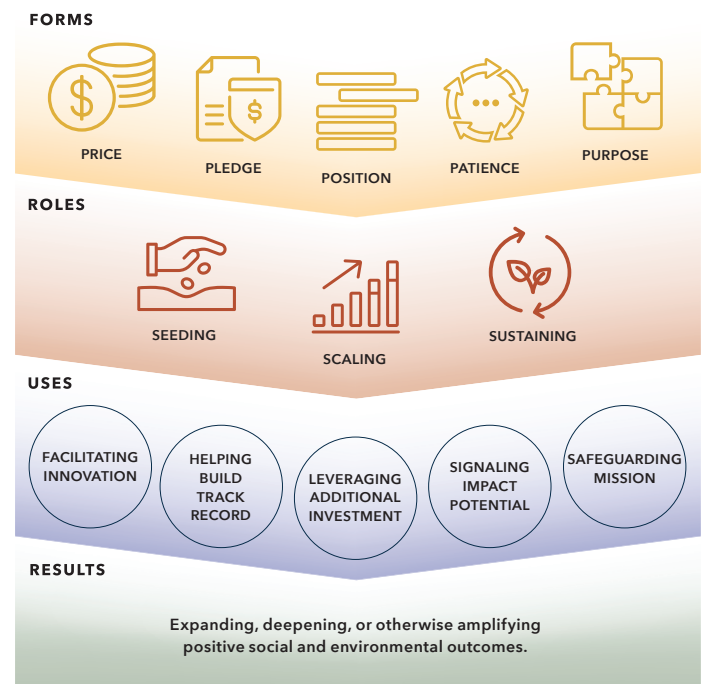 FORMS
$
$
PRICE
PLEDGE
POSITION
PATIENCE
PURPOSE
ROLES
SEEDING
SCALING
SUSTAINING
USES
FACILITATING
INNOVATION
HELPING
BUILD
TRACK
RECORD
LEVERAGING
ADDITIONAL
INVESTMENT
SIGNALING
IMPACT
POTENTIAL
SAFEGUARDING
MISSION
RESULTS
Expanding, deepening, or otherwise amplifying
positive social and environmental outcomes.